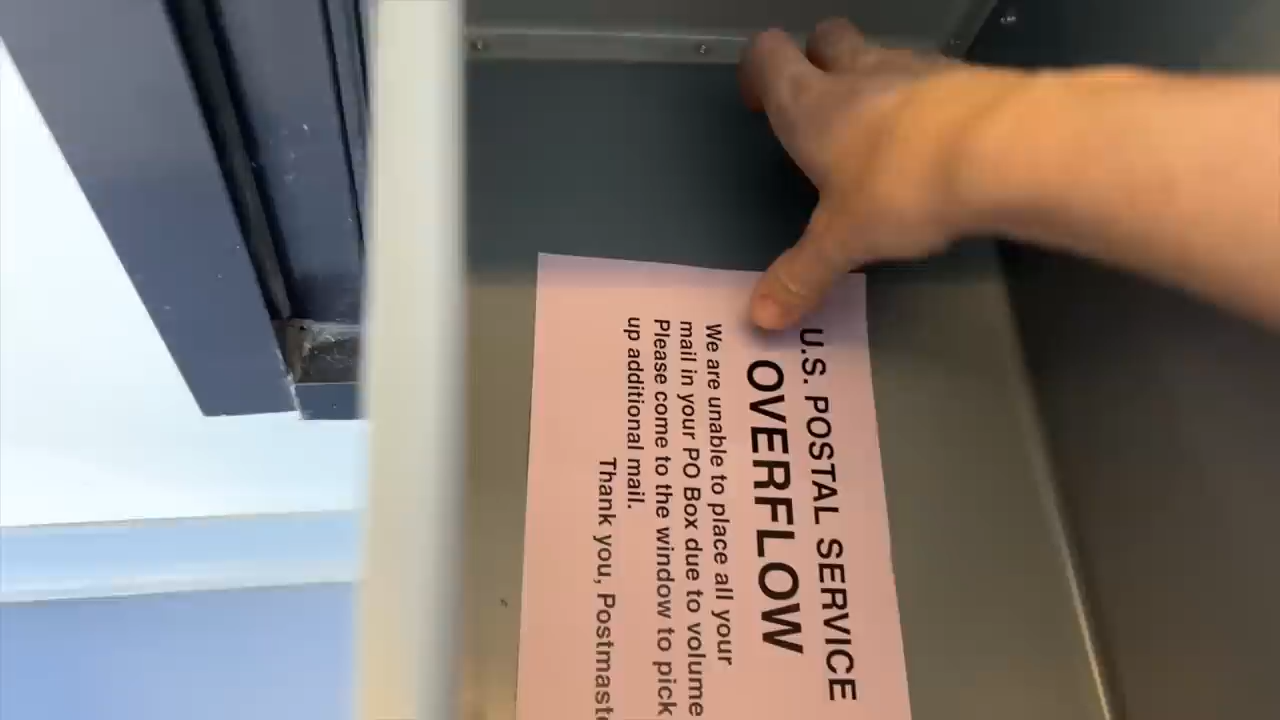 U.S. POSTAL SERVICE
OVERFLOW
We are unable to place all your
mail in your PO Box due to volume
Please come to the window to pick
up additional mail.
Thank you,